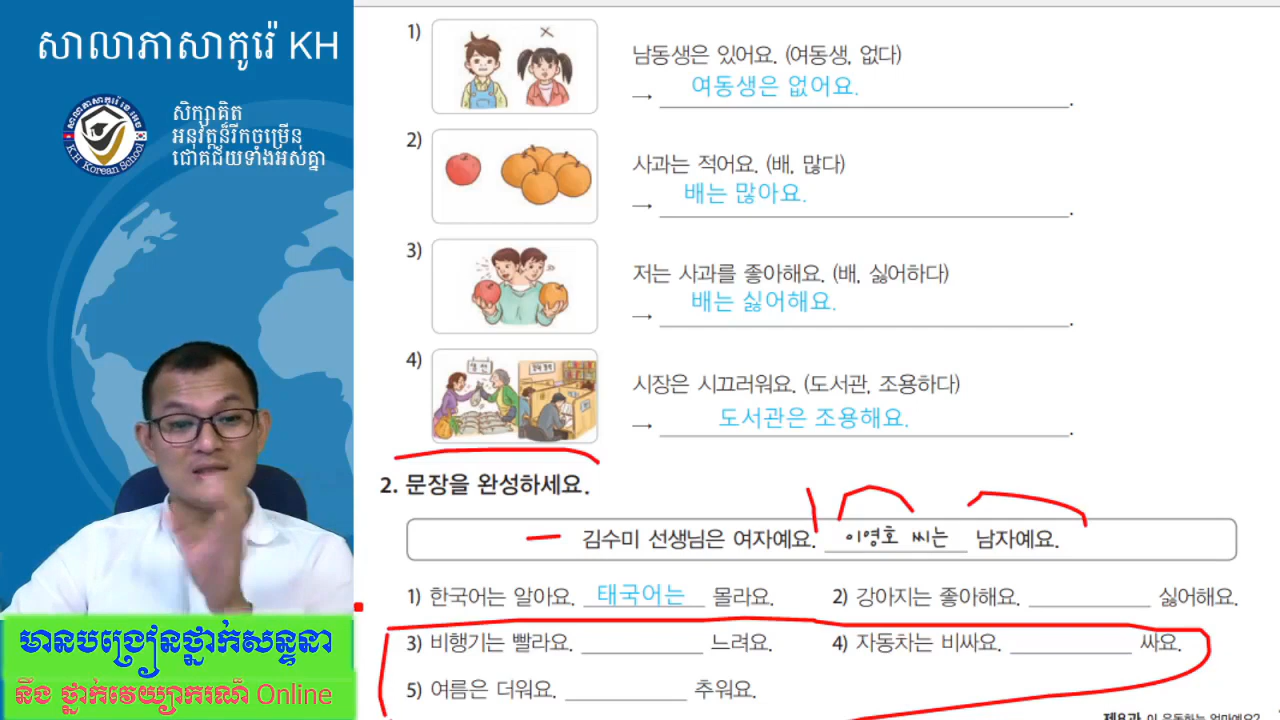 សាលាភាសាកូរ៉េ KH
សិក្សាគិត
អនុវត្តន៍រីកចម្រើន
ជោគជ័យទាំងអស់គ្នា
K.H Korean School
1)
남동생은 있어요. (여동생, 없다)
→ 여동생은 없어요.
2)
사과는 적어요. (배, 많다)
→ 배는 많아요.
3)
저는 사과를 좋아해요. (배, 싫어하다)
→ 배는 싫어해요.
4)
시장은 시끄러워요. (도서관, 조용하다)
→ 도서관은 조용해요.
2. 문장을 완성하세요.
김수미 선생님은 여자예요. 이영호 씨는 남자예요.
1) 한국어는 알아요. 태국어는 몰라요. 2) 강아지는 좋아해요. ____ 싫어해요.
3) 비행기는 빨라요. ____ 느려요. 4) 자동차는 비싸요. ____ 싸요.
5) 여름은 더워요. ____ 추워요.
មានបង្រៀនថ្នាក់សន្ទនា
នឹង ថ្នាក់វេយ្យាករណ៍ Online